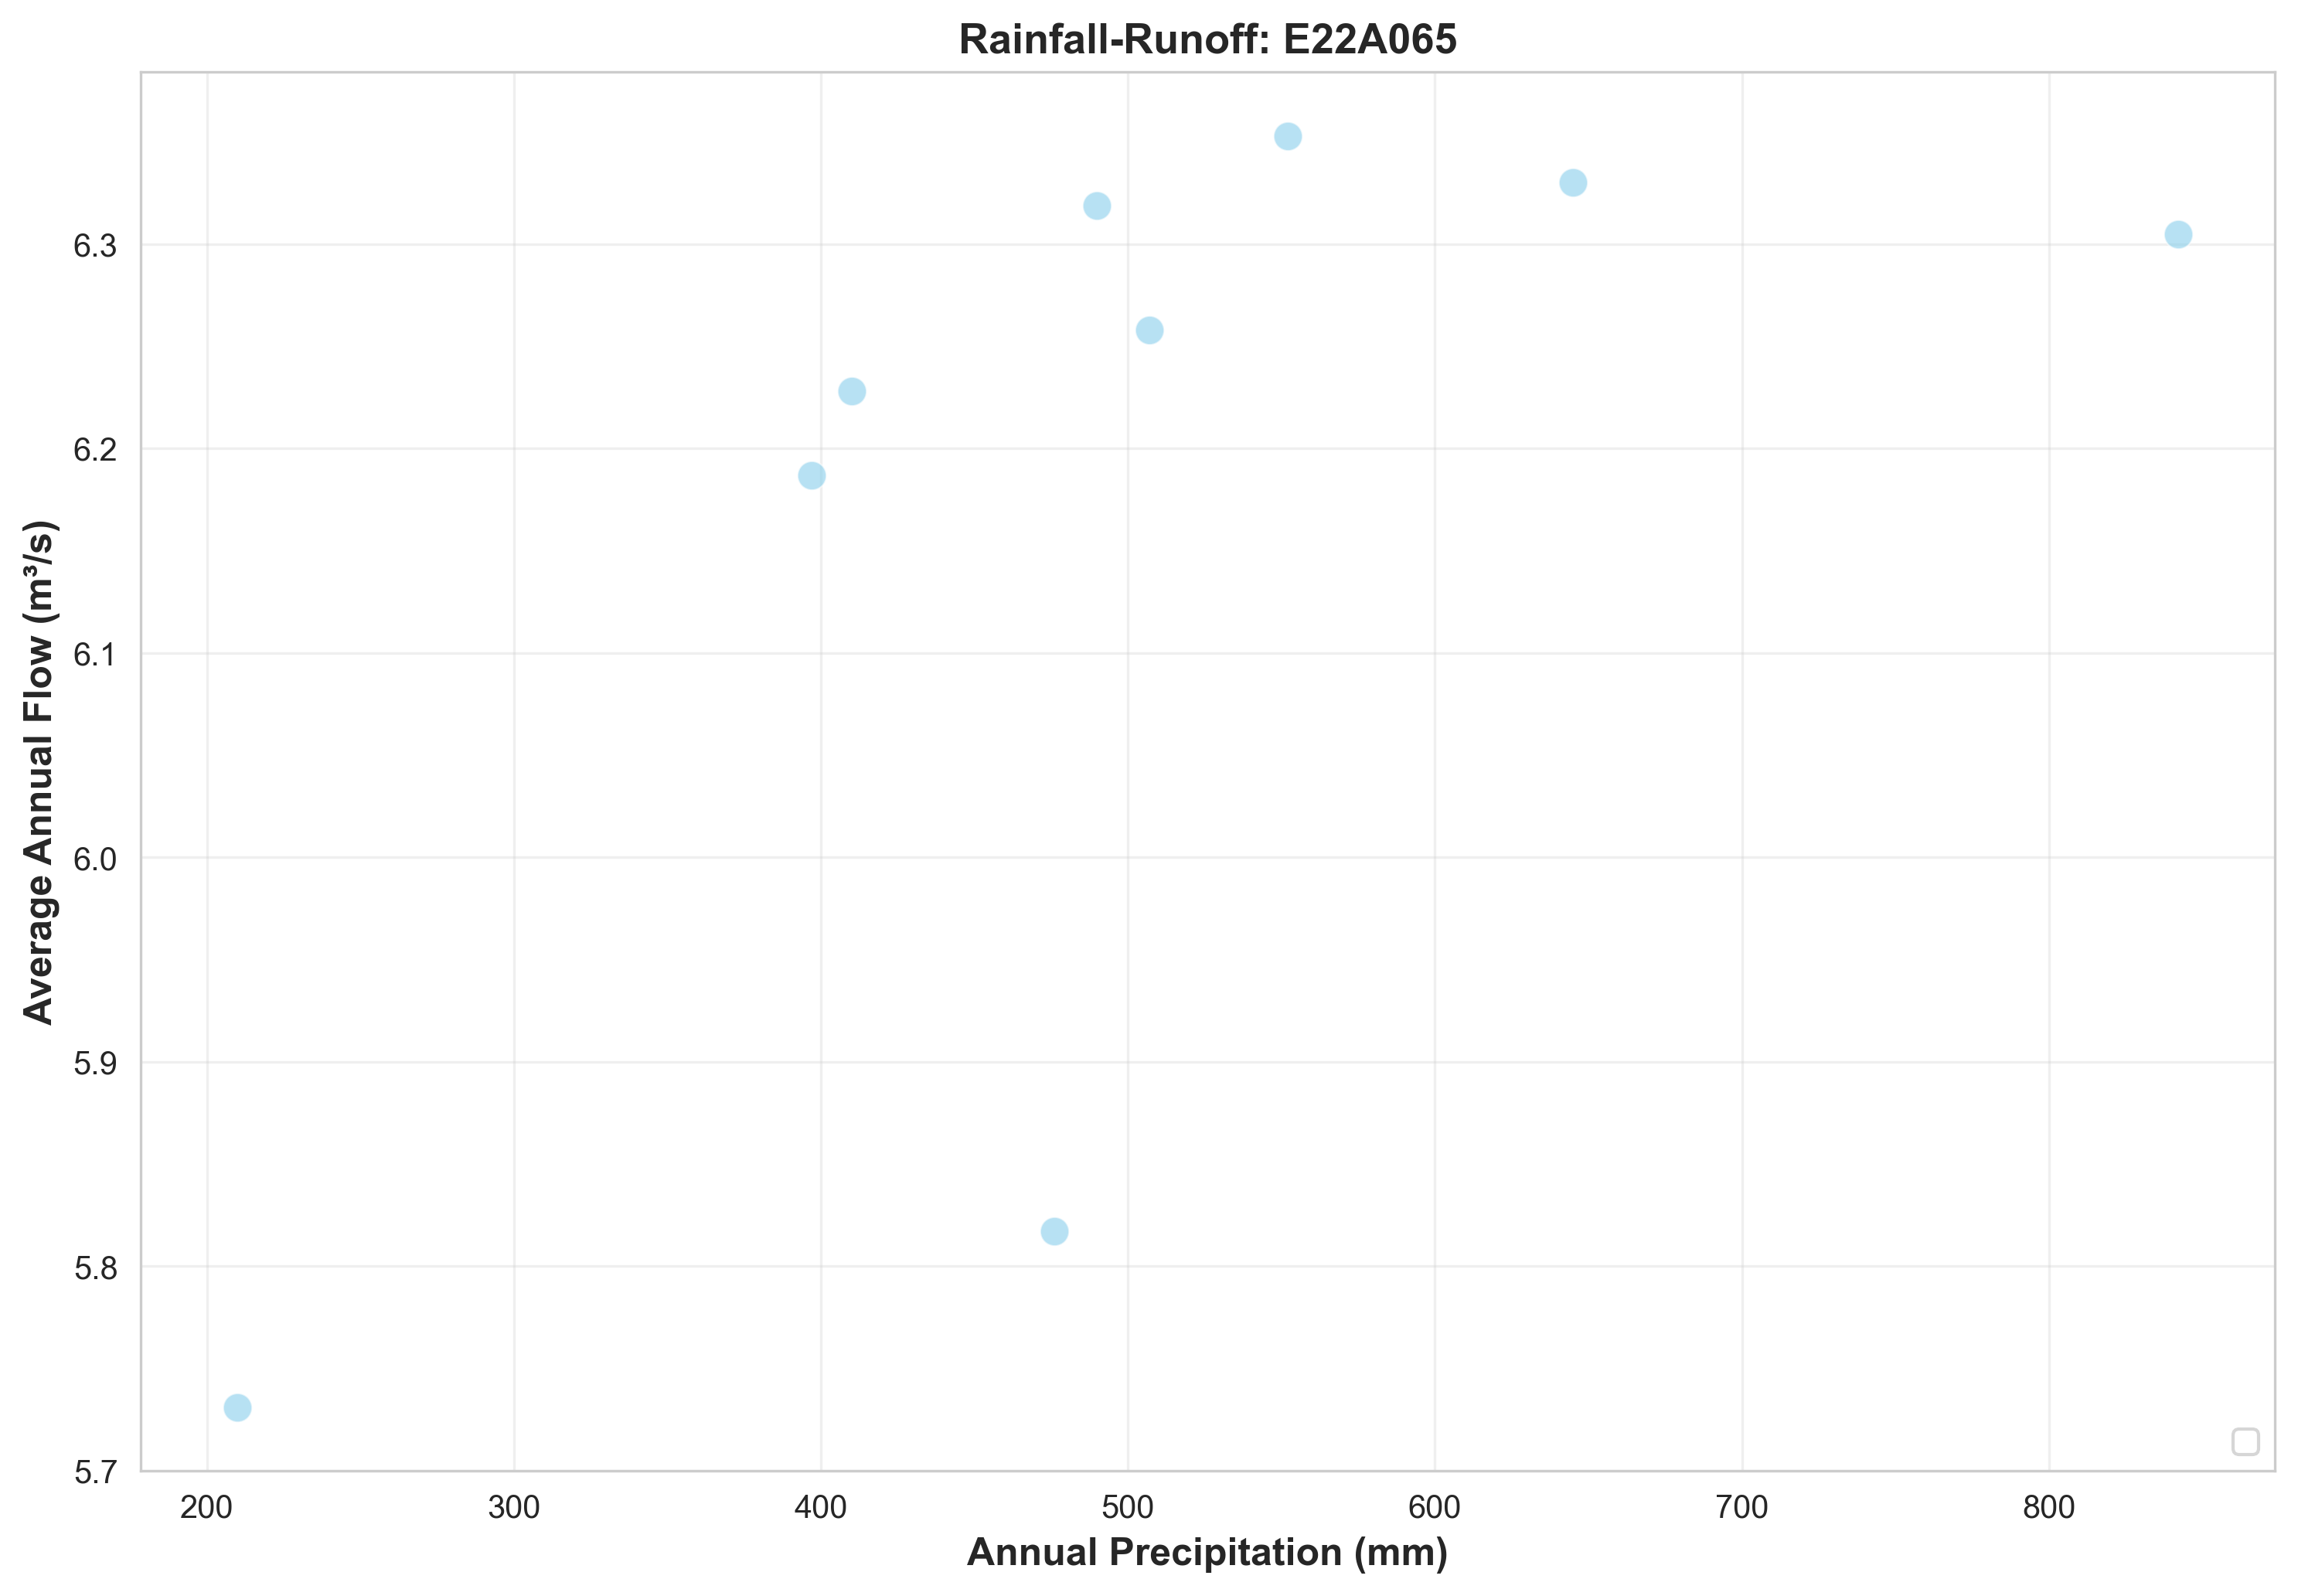 Rainfall-Runoff: E22A065
Average Annual Flow (m³/s)
6.3
6.2
6.1
6.0
5.9
5.8
5.7
200 300 400 500 600 700 800
Annual Precipitation (mm)